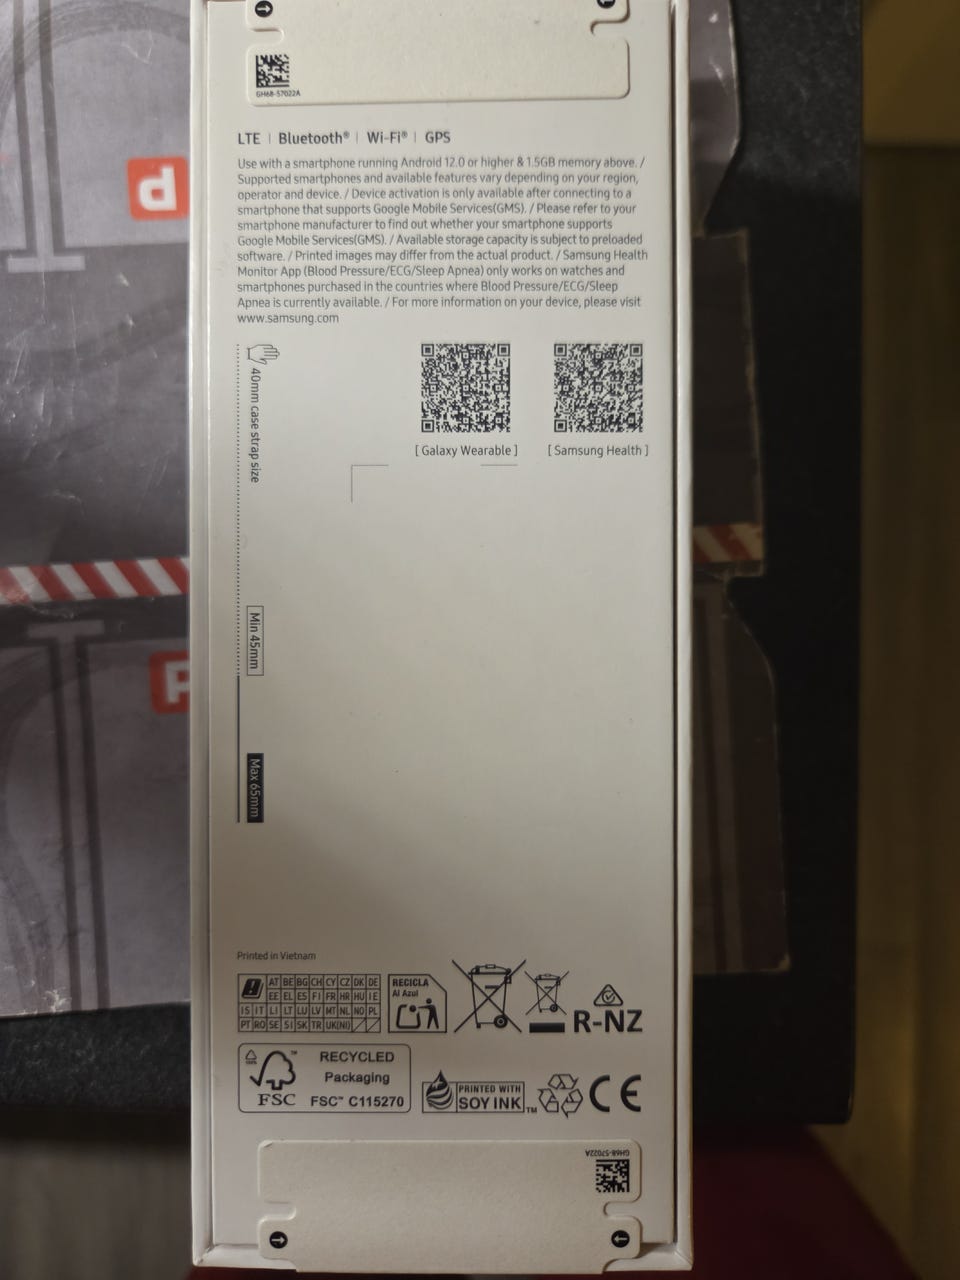 GH68-57022A
LTE | Bluetooth® | Wi-Fi® | GPS
Use with a smartphone running Android 12.0 or higher & 1.5GB memory above. /
Supported smartphones and available features vary depending on your region,
operator and device. / Device activation is only available after connecting to a
smartphone that supports Google Mobile Services(GMS). / Please refer to your
smartphone manufacturer to find out whether your smartphone supports
Google Mobile Services(GMS). / Available storage capacity is subject to preloaded
software. / Printed images may differ from the actual product. / Samsung Health
Monitor App (Blood Pressure/ECG/Sleep Apnea) only works on watches and
smartphones purchased in the countries where Blood Pressure/ECG/Sleep
Apnea is currently available. / For more information on your device, please visit
www.samsung.com
40mm case strap size
Min 45mm
Max 65mm
[ Galaxy Wearable ]
[ Samsung Health ]
P
P
Printed in Vietnam
AT BE BG CH CY CZ DK DE
EE EL ES FI FR HR HU IE
IS IT LI LT LU LV MT NL NO PL
PT RO SE SI SK TR UK(NI)
RECICLA
Al Azul
R-NZ
100%
FSC™
RECYCLED
Packaging
FSC™ C115270
PRINTED WITH
SOY INK™
CE
GH68-57022A